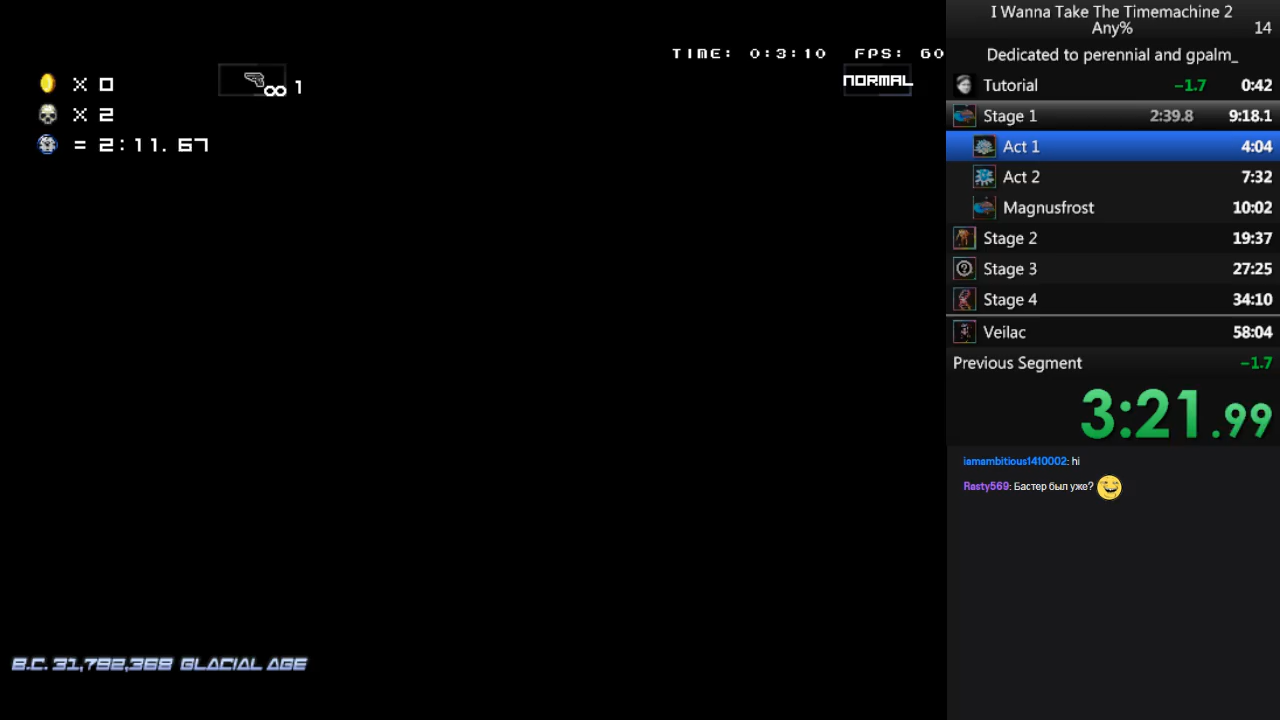 TIME: 0:3:10 FPS: 60
X 0
∞ 1
NORMAL
X 2
= 2:11.67
B.C. 31,792,368 GLACIAL AGE
I Wanna Take The Timemachine 2
Any% 14
Dedicated to perennial and gpalm_
Tutorial −1.7 0:42
Stage 1 2:39.8 9:18.1
Act 1 4:04
Act 2 7:32
Magnusfrost 10:02
Stage 2 19:37
Stage 3 27:25
Stage 4 34:10
Veilac 58:04
Previous Segment −1.7
3:21.99
iamambitious1410002: hi
Rasty569: Бастер был уже?